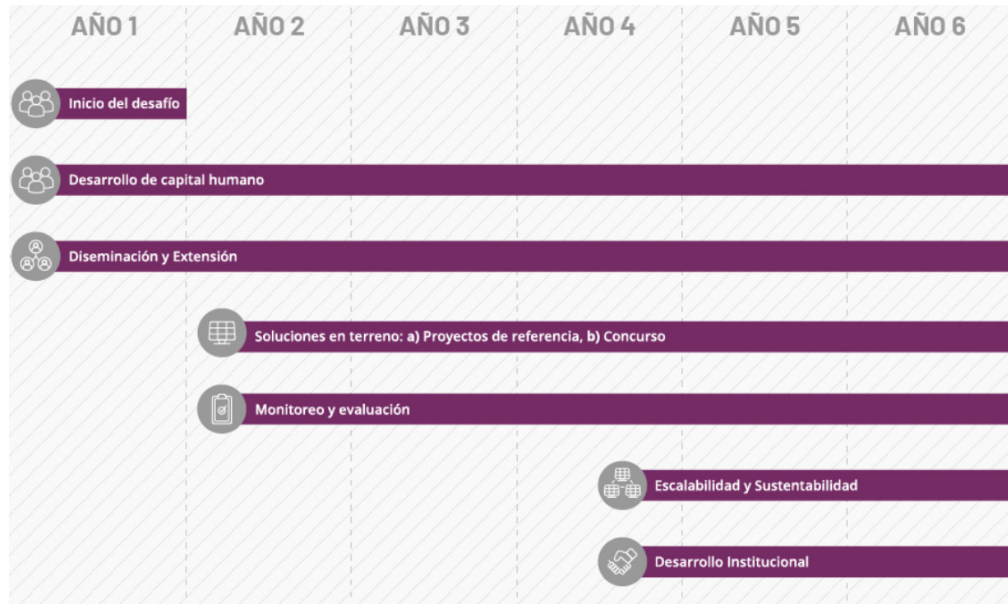 AÑO 1 AÑO 2 AÑO 3 AÑO 4 AÑO 5 AÑO 6
Inicio del desafío
Desarrollo de capital humano
Diseminación y Extensión
Soluciones en terreno: a) Proyectos de referencia, b) Concurso
Monitoreo y evaluación
Escalabilidad y Sustentabilidad
Desarrollo Institucional